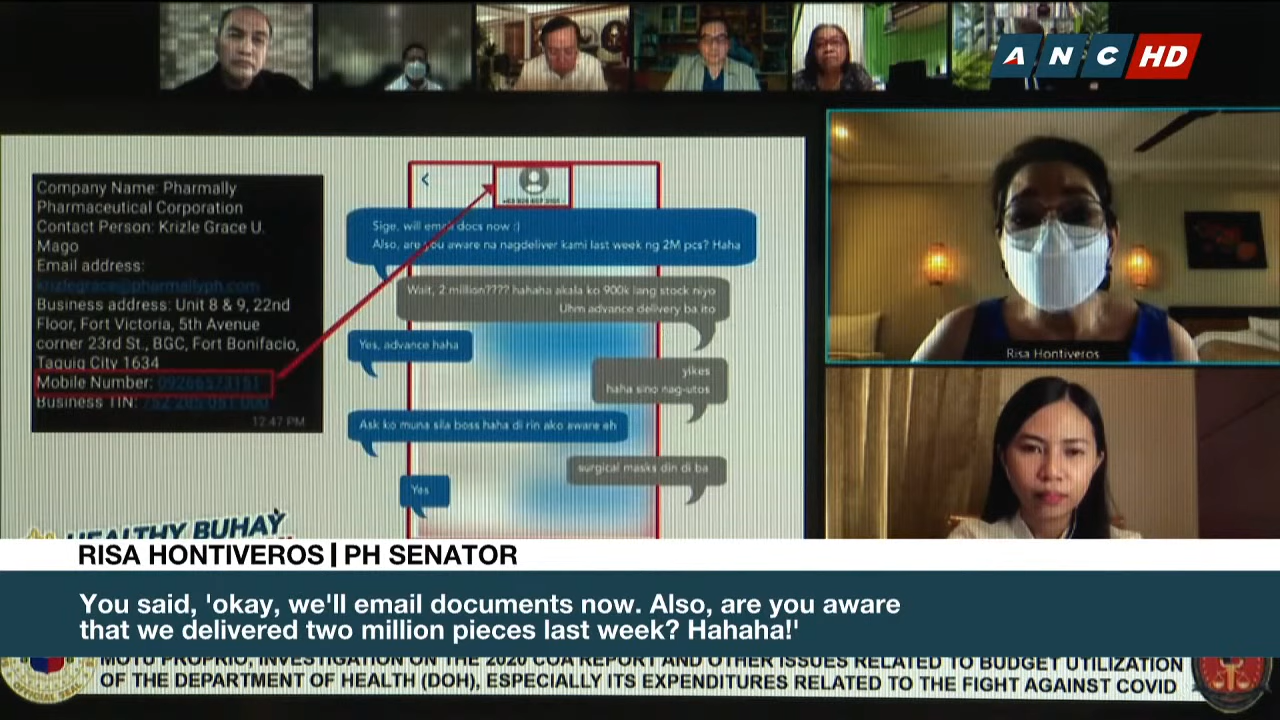 ANC HD
Company Name: Pharmally
Pharmaceutical Corporation
Contact Person: Krizle Grace U.
Mago
Email address:
krizlegrace@pharmallyph.com
Business address: Unit 8 & 9, 22nd
Floor, Fort Victoria, 5th Avenue
corner 23rd St., BGC, Fort Bonifacio,
Taguig City 1634
Mobile Number:
Business TIN:
12:47 PM
Sige, will email docs now :)
Also, are you aware na nagdeliver kami last week ng 2M pcs? Haha
Wait, 2 million???? hahaha akala ko 900k lang stock niyo
Uhm advance delivery ba ito
Yes, advance haha
yikes
haha sino nag-utos
Ask ko muna sila boss haha di rin ako aware eh
surgical masks din di ba
Yes
HEALTHY BUHAY
Risa Hontiveros
RISA HONTIVEROS | PH SENATOR
You said, 'okay, we'll email documents now. Also, are you aware
that we delivered two million pieces last week? Hahaha!'
MOTU PROPRIO, INVESTIGATION ON THE 2020 COA REPORT AND OTHER ISSUES RELATED TO BUDGET UTILIZATION
OF THE DEPARTMENT OF HEALTH (DOH), ESPECIALLY ITS EXPENDITURES RELATED TO THE FIGHT AGAINST COVID
OFFICIAL SEAL